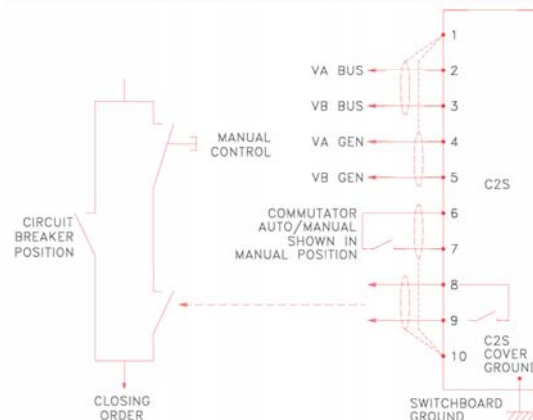 1
VA BUS 2
VB BUS 3
MANUAL
CONTROL
VA GEN 4
VB GEN 5
C2S
COMMUTATOR
AUTO/MANUAL
SHOWN IN
MANUAL POSITION
6
7
CIRCUIT
BREAKER
POSITION
8
9
C2S
COVER
GROUND
10
CLOSING
ORDER
SWITCHBOARD
GROUND